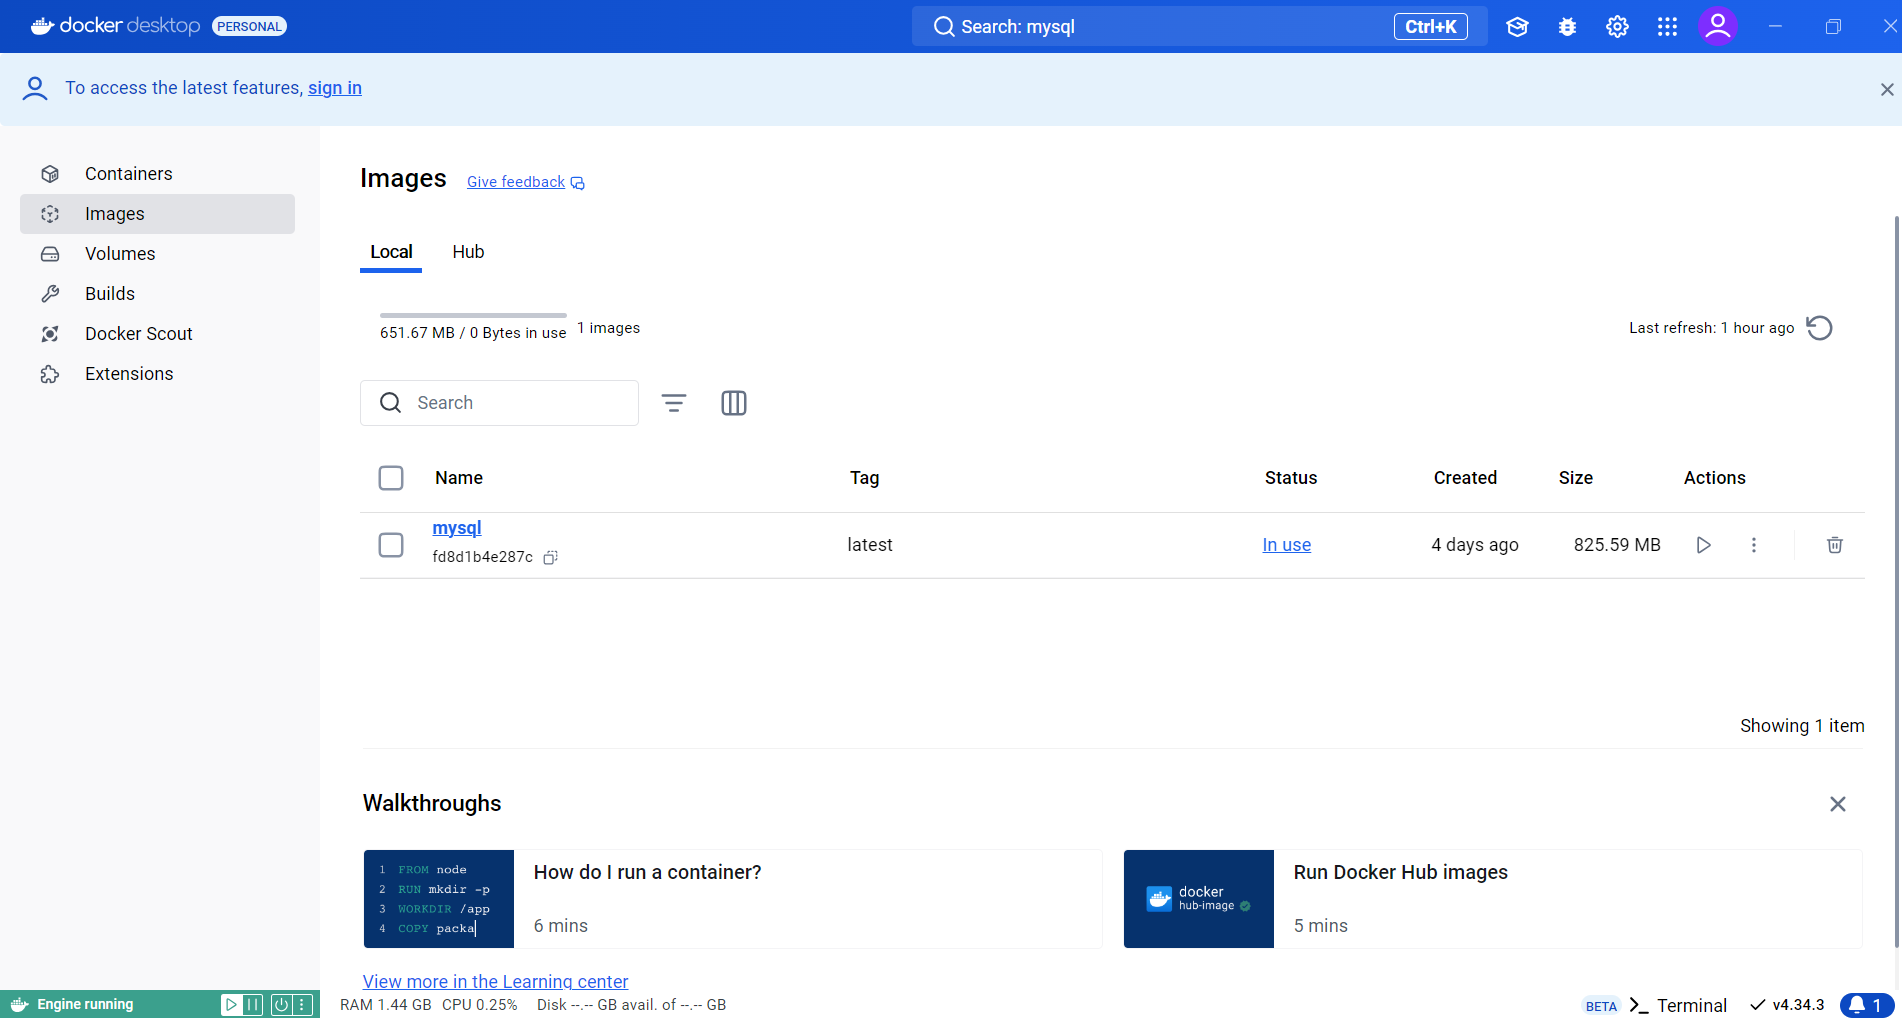 docker desktop PERSONAL
Search: mysql Ctrl+K
To access the latest features, sign in
Containers
Images
Volumes
Builds
Docker Scout
Extensions
Images Give feedback
Local Hub
651.67 MB / 0 Bytes in use 1 images
Last refresh: 1 hour ago
Search
Name Tag Status Created Size Actions
mysql
fd8d1b4e287c
latest In use 4 days ago 825.59 MB
Showing 1 item
Walkthroughs
1 FROM node
2 RUN mkdir -p
3 WORKDIR /app
4 COPY packa
How do I run a container?
6 mins
docker
hub-image
Run Docker Hub images
5 mins
View more in the Learning center
Engine running
RAM 1.44 GB CPU 0.25% Disk --.-- GB avail. of --.-- GB
BETA >_ Terminal v4.34.3 1